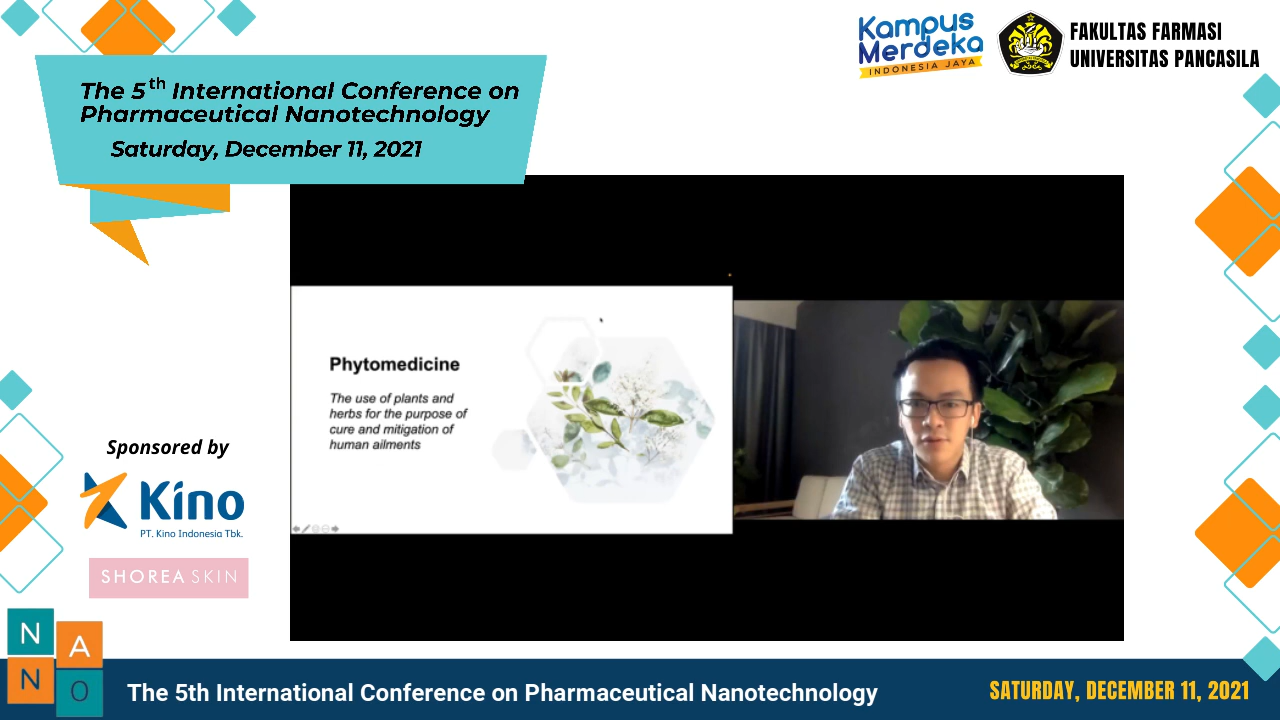 Kampus
Merdeka
INDONESIA JAYA
FAKULTAS FARMASI
UNIVERSITAS PANCASILA
The 5th International Conference on
Pharmaceutical Nanotechnology
Saturday, December 11, 2021
Phytomedicine
The use of plants and
herbs for the purpose of
cure and mitigation of
human ailments
Sponsored by
Kino
PT. Kino Indonesia Tbk.
SHOREA SKIN
N A
N O
The 5th International Conference on Pharmaceutical Nanotechnology
SATURDAY, DECEMBER 11, 2021